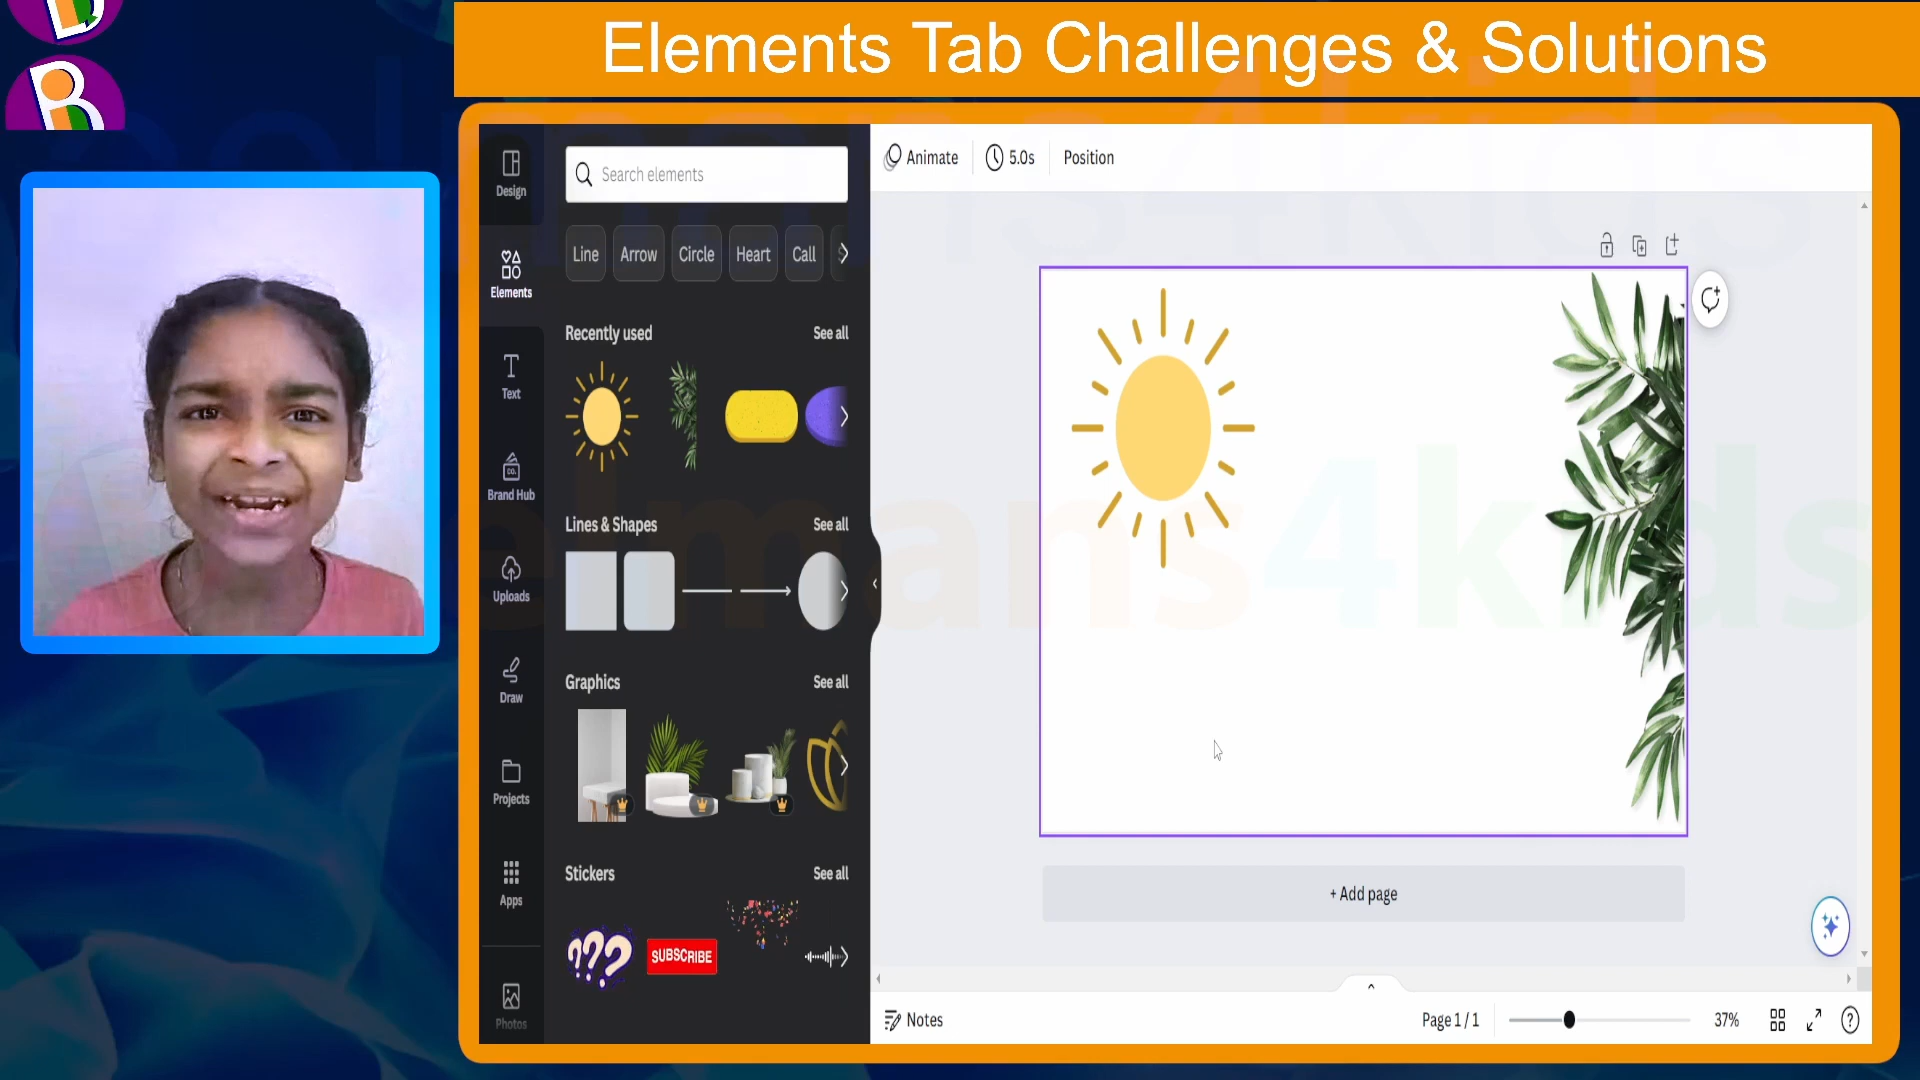 Elements Tab Challenges & Solutions
B
Design
Elements
Text
Brand Hub
CO.
Uploads
Draw
Projects
Apps
Photos
Search elements
Line
Arrow
Circle
Heart
Call
Recently used
See all
Lines & Shapes
See all
Graphics
See all
Stickers
See all
???
SUBSCRIBE
Animate
5.0s
Position
+ Add page
Notes
Page 1 / 1
37%
?
elmans4kids